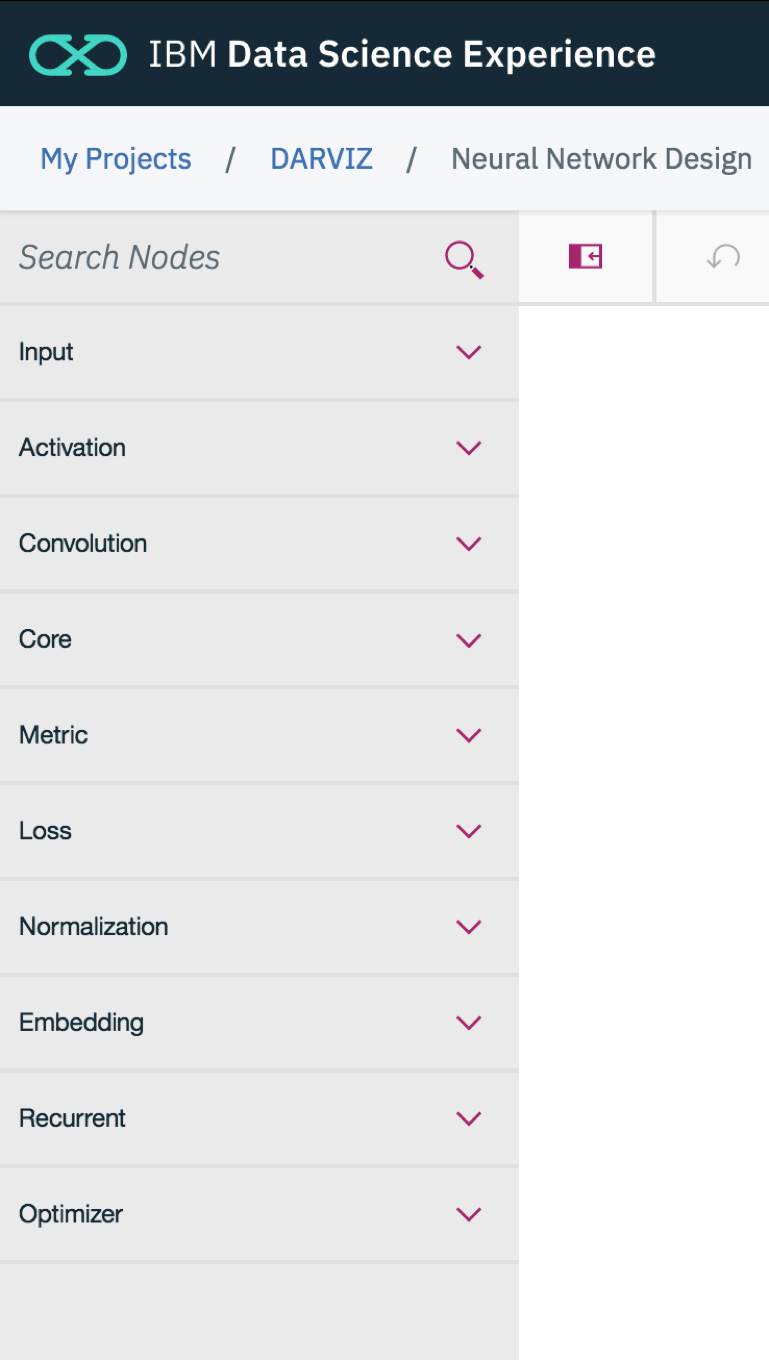 IBM Data Science Experience
My Projects / DARVIZ / Neural Network Design
Search Nodes
Input
Activation
Convolution
Core
Metric
Loss
Normalization
Embedding
Recurrent
Optimizer